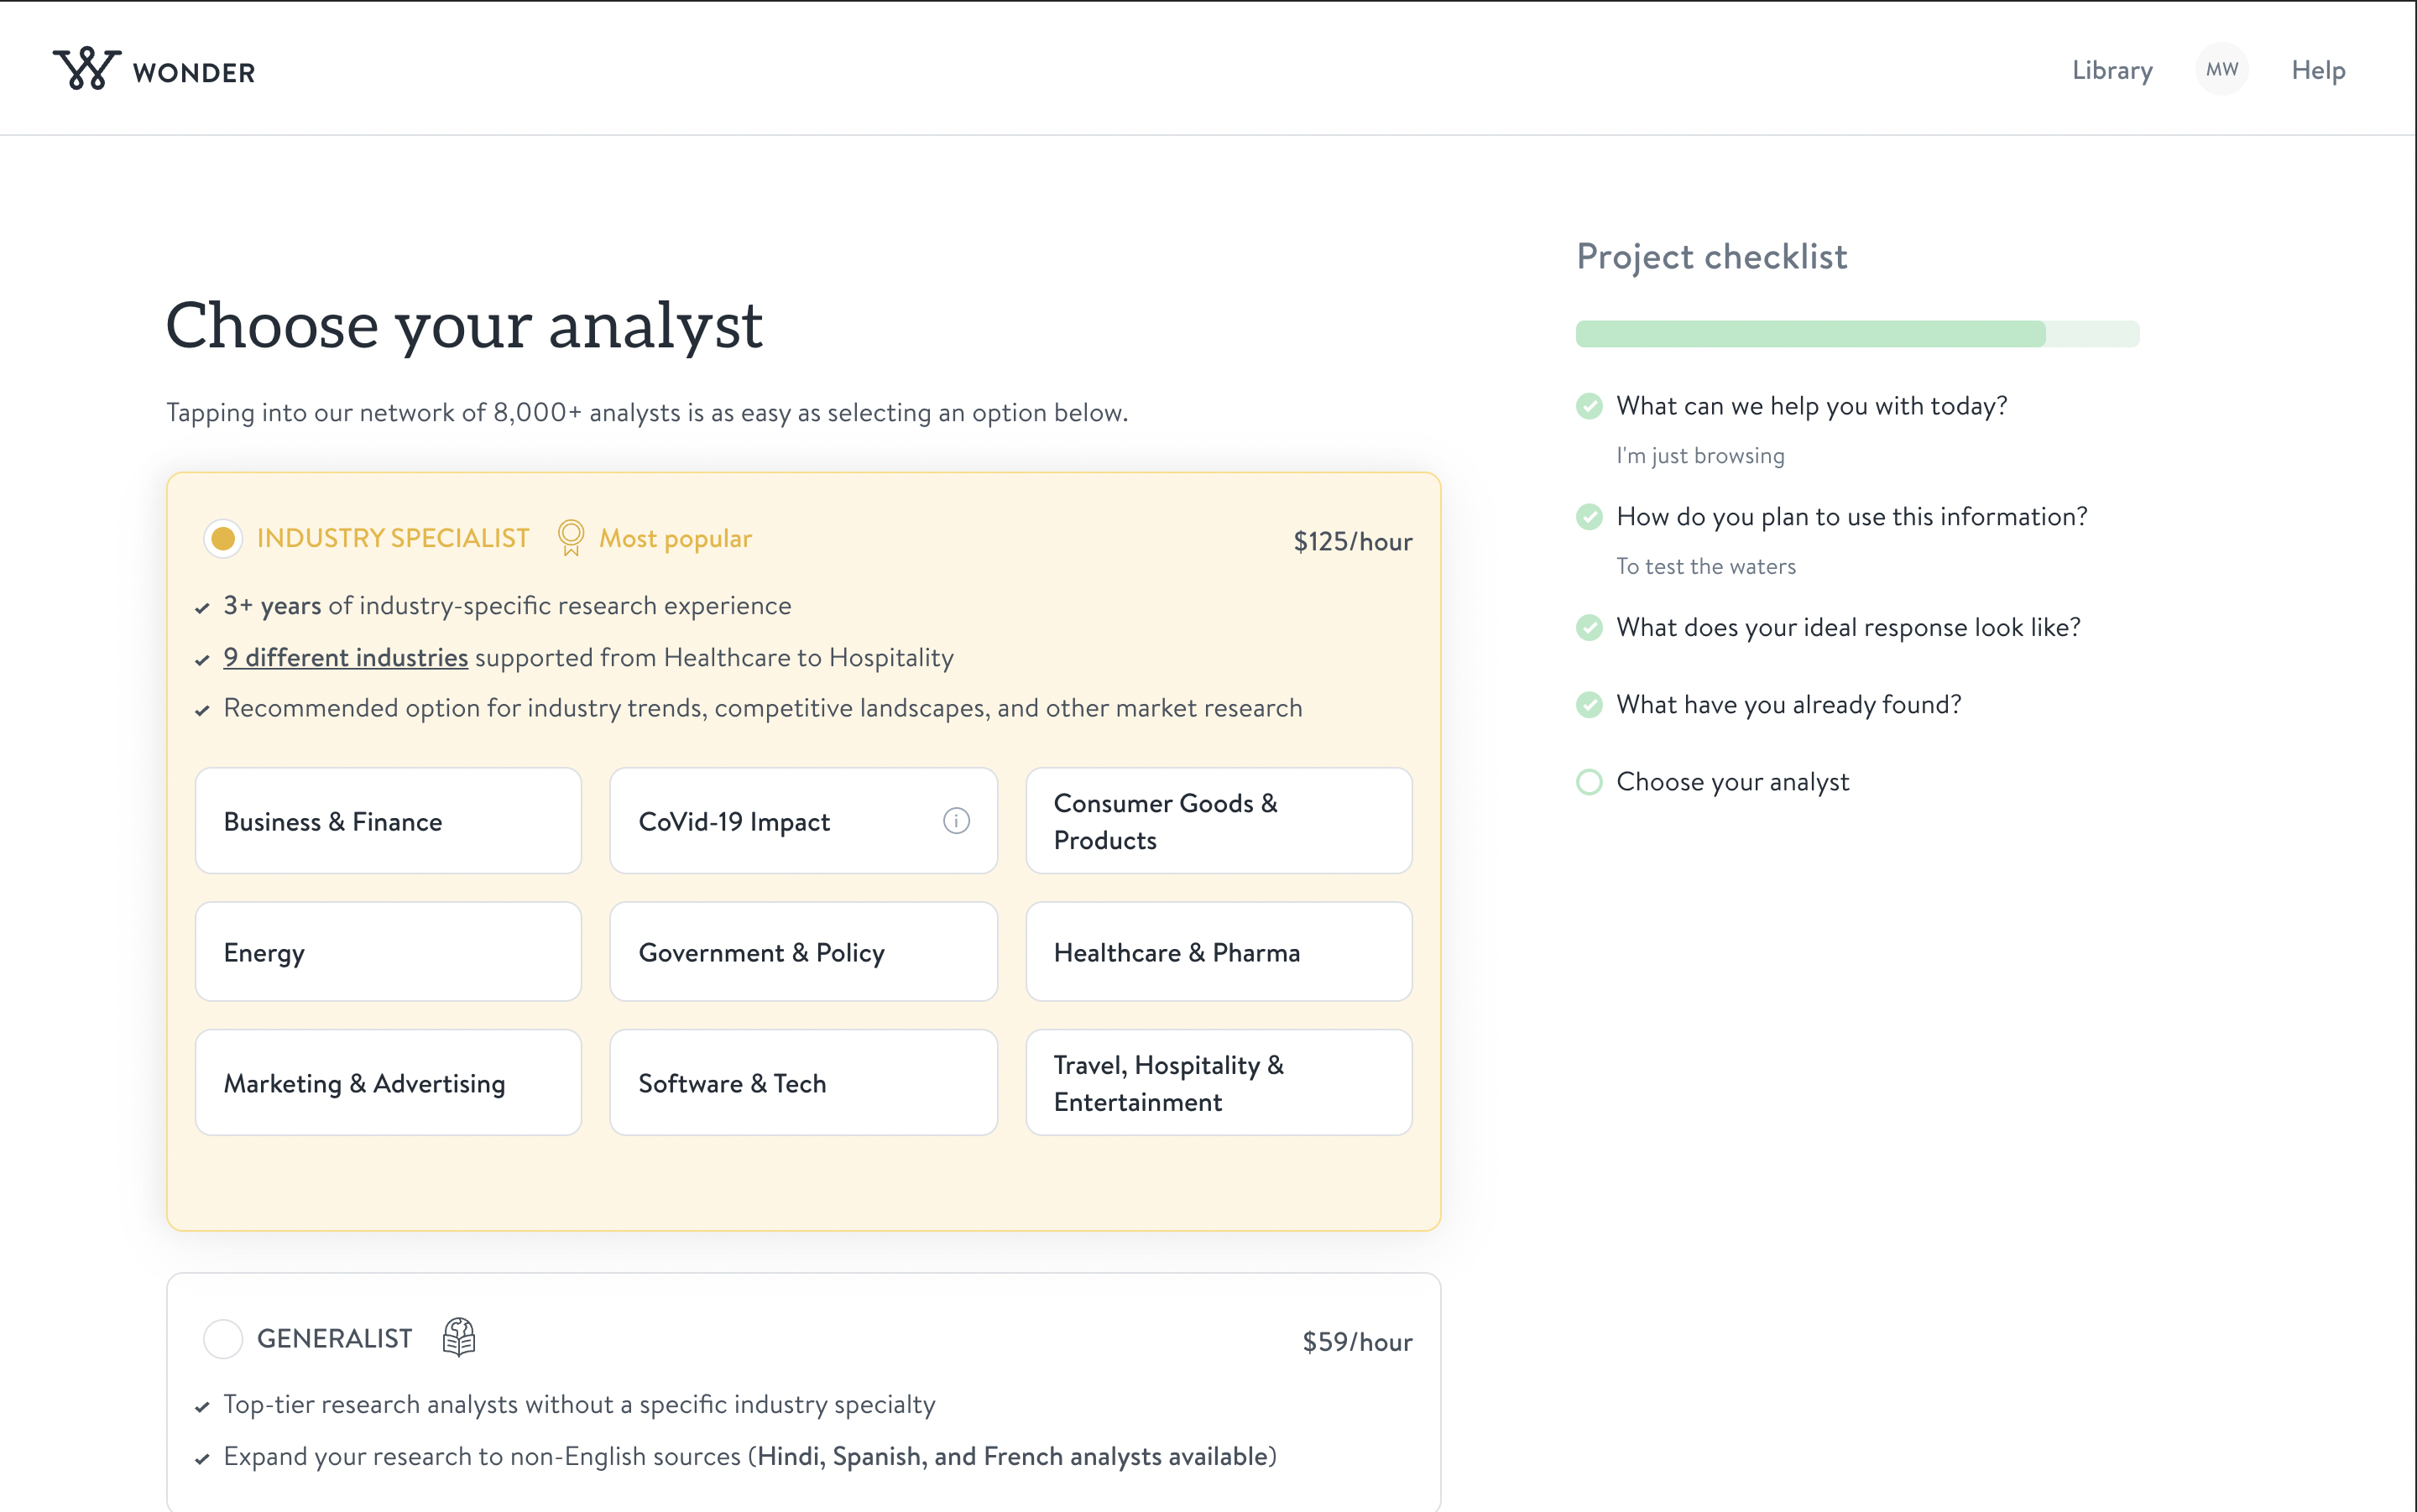 WONDER
Library
MW
Help
Choose your analyst
Tapping into our network of 8,000+ analysts is as easy as selecting an option below.
INDUSTRY SPECIALIST
Most popular
$125/hour
3+ years of industry-specific research experience
9 different industries supported from Healthcare to Hospitality
Recommended option for industry trends, competitive landscapes, and other market research
Business & Finance
CoVid-19 Impact
i
Consumer Goods &
Products
Energy
Government & Policy
Healthcare & Pharma
Marketing & Advertising
Software & Tech
Travel, Hospitality &
Entertainment
GENERALIST
$59/hour
Top-tier research analysts without a specific industry specialty
Expand your research to non-English sources (Hindi, Spanish, and French analysts available)
Project checklist
What can we help you with today?
I'm just browsing
How do you plan to use this information?
To test the waters
What does your ideal response look like?
What have you already found?
Choose your analyst